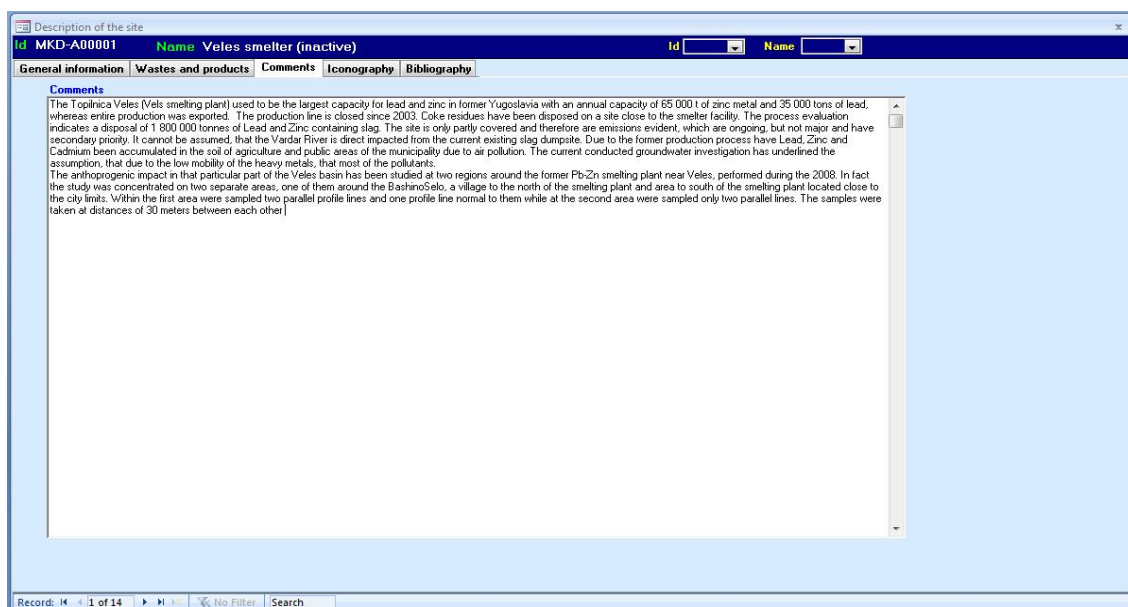 Description of the site x
Id MKD-A00001 Name Veles smelter (inactive) Id Name
General information Wastes and products Comments Iconography Bibliography
Comments
The Topilnica Veles (Vels smelting plant) used to be the largest capacity for lead and zinc in former Yugoslavia with an annual capacity of 65 000 t of zinc metal and 35 000 tons of lead,
whereas entire production was exported. The production line is closed since 2003. Coke residues have been disposed on a site close to the smelter facility. The process evaluation
indicates a disposal of 1 800 000 tonnes of Lead and Zinc containing slag. The site is only partly covered and therefore are emissions evident, which are ongoing, but not major and have
secondary priority. It cannot be assumed, that the Vardar River is direct impacted from the current existing slag dumpsite. Due to the former production process have Lead, Zinc and
Cadmium been accumulated in the soil of agriculture and public areas of the municipality due to air pollution. The current conducted groundwater investigation has underlined the
assumption, that due to the low mobility of the heavy metals, that most of the pollutants.
The anthoprogenic impact in that particular part of the Veles basin has been studied at two regions around the former Pb-Zn smelting plant near Veles, performed during the 2008. In fact
the study was concentrated on two separate areas, one of them around the BashinoSelo, a village to the north of the smelting plant and area to south of the smelting plant located close to
the city limits. Within the first area were sampled two parallel profile lines and one profile line normal to them while at the second area were sampled only two parallel lines. The samples were
taken at distances of 30 meters between each other
Record: 1 of 14 No Filter Search